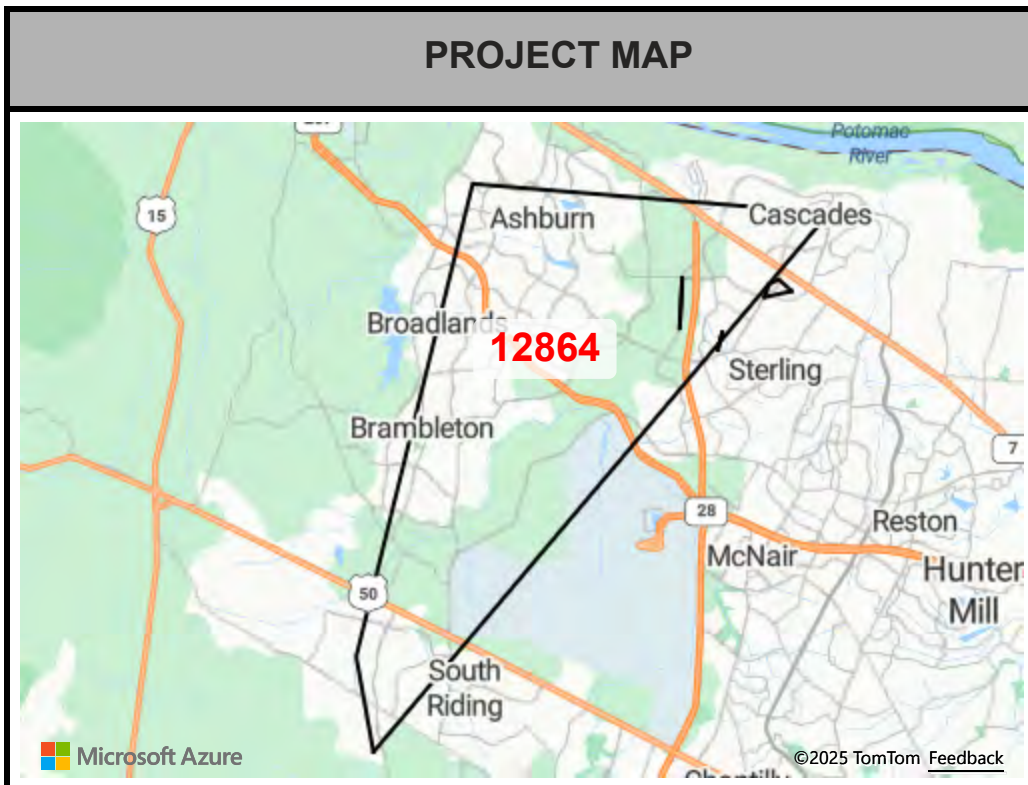 PROJECT MAP
Potomac
River
15
Ashburn
Cascades
Broadlands
12864
Sterling
Brambleton
7
28
Reston
McNair
Hunter
Mill
50
South
Riding
Microsoft Azure
©2025 TomTom Feedback